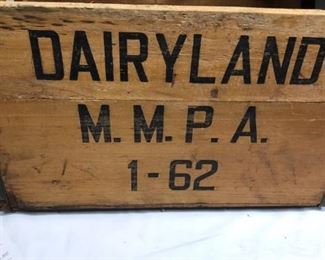 DAIRYLAND
M. M. P. A.
1-62